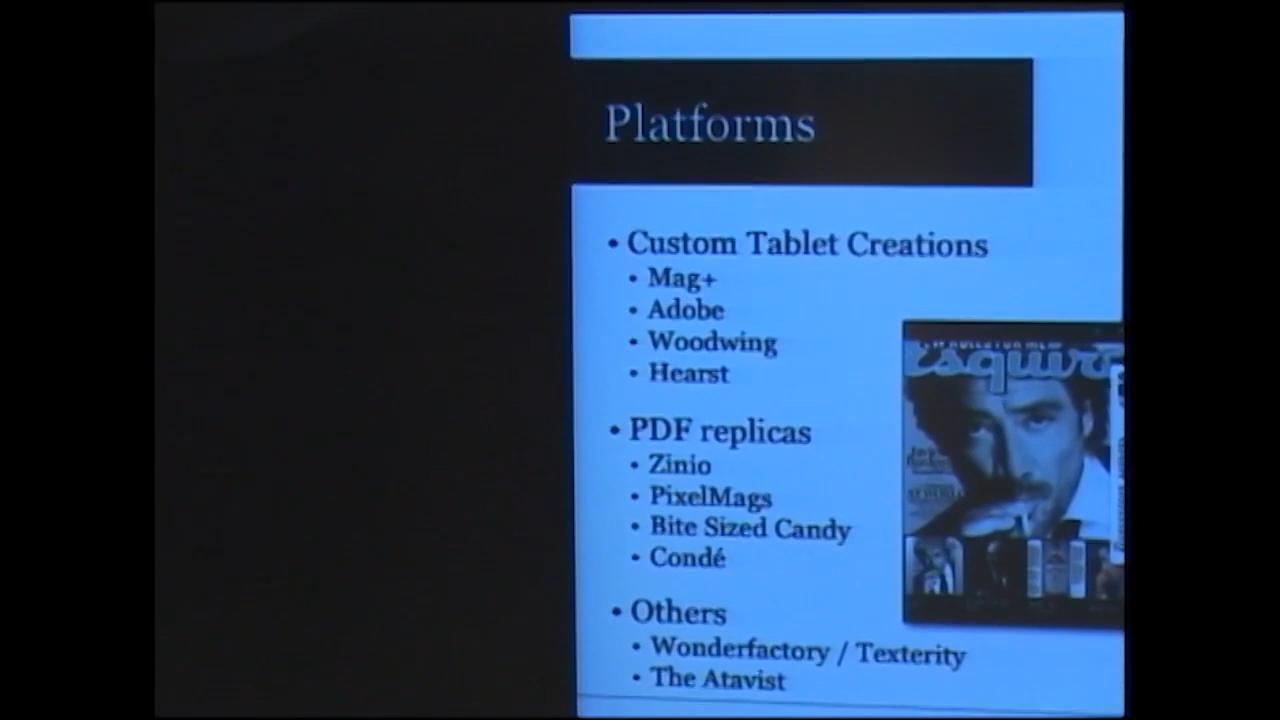 Platforms
• Custom Tablet Creations
• Mag+
• Adobe
• Woodwing
• Hearst
• PDF replicas
• Zinio
• PixelMags
• Bite Sized Candy
• Condé
• Others
• Wonderfactory / Texterity
• The Atavist
Esquire